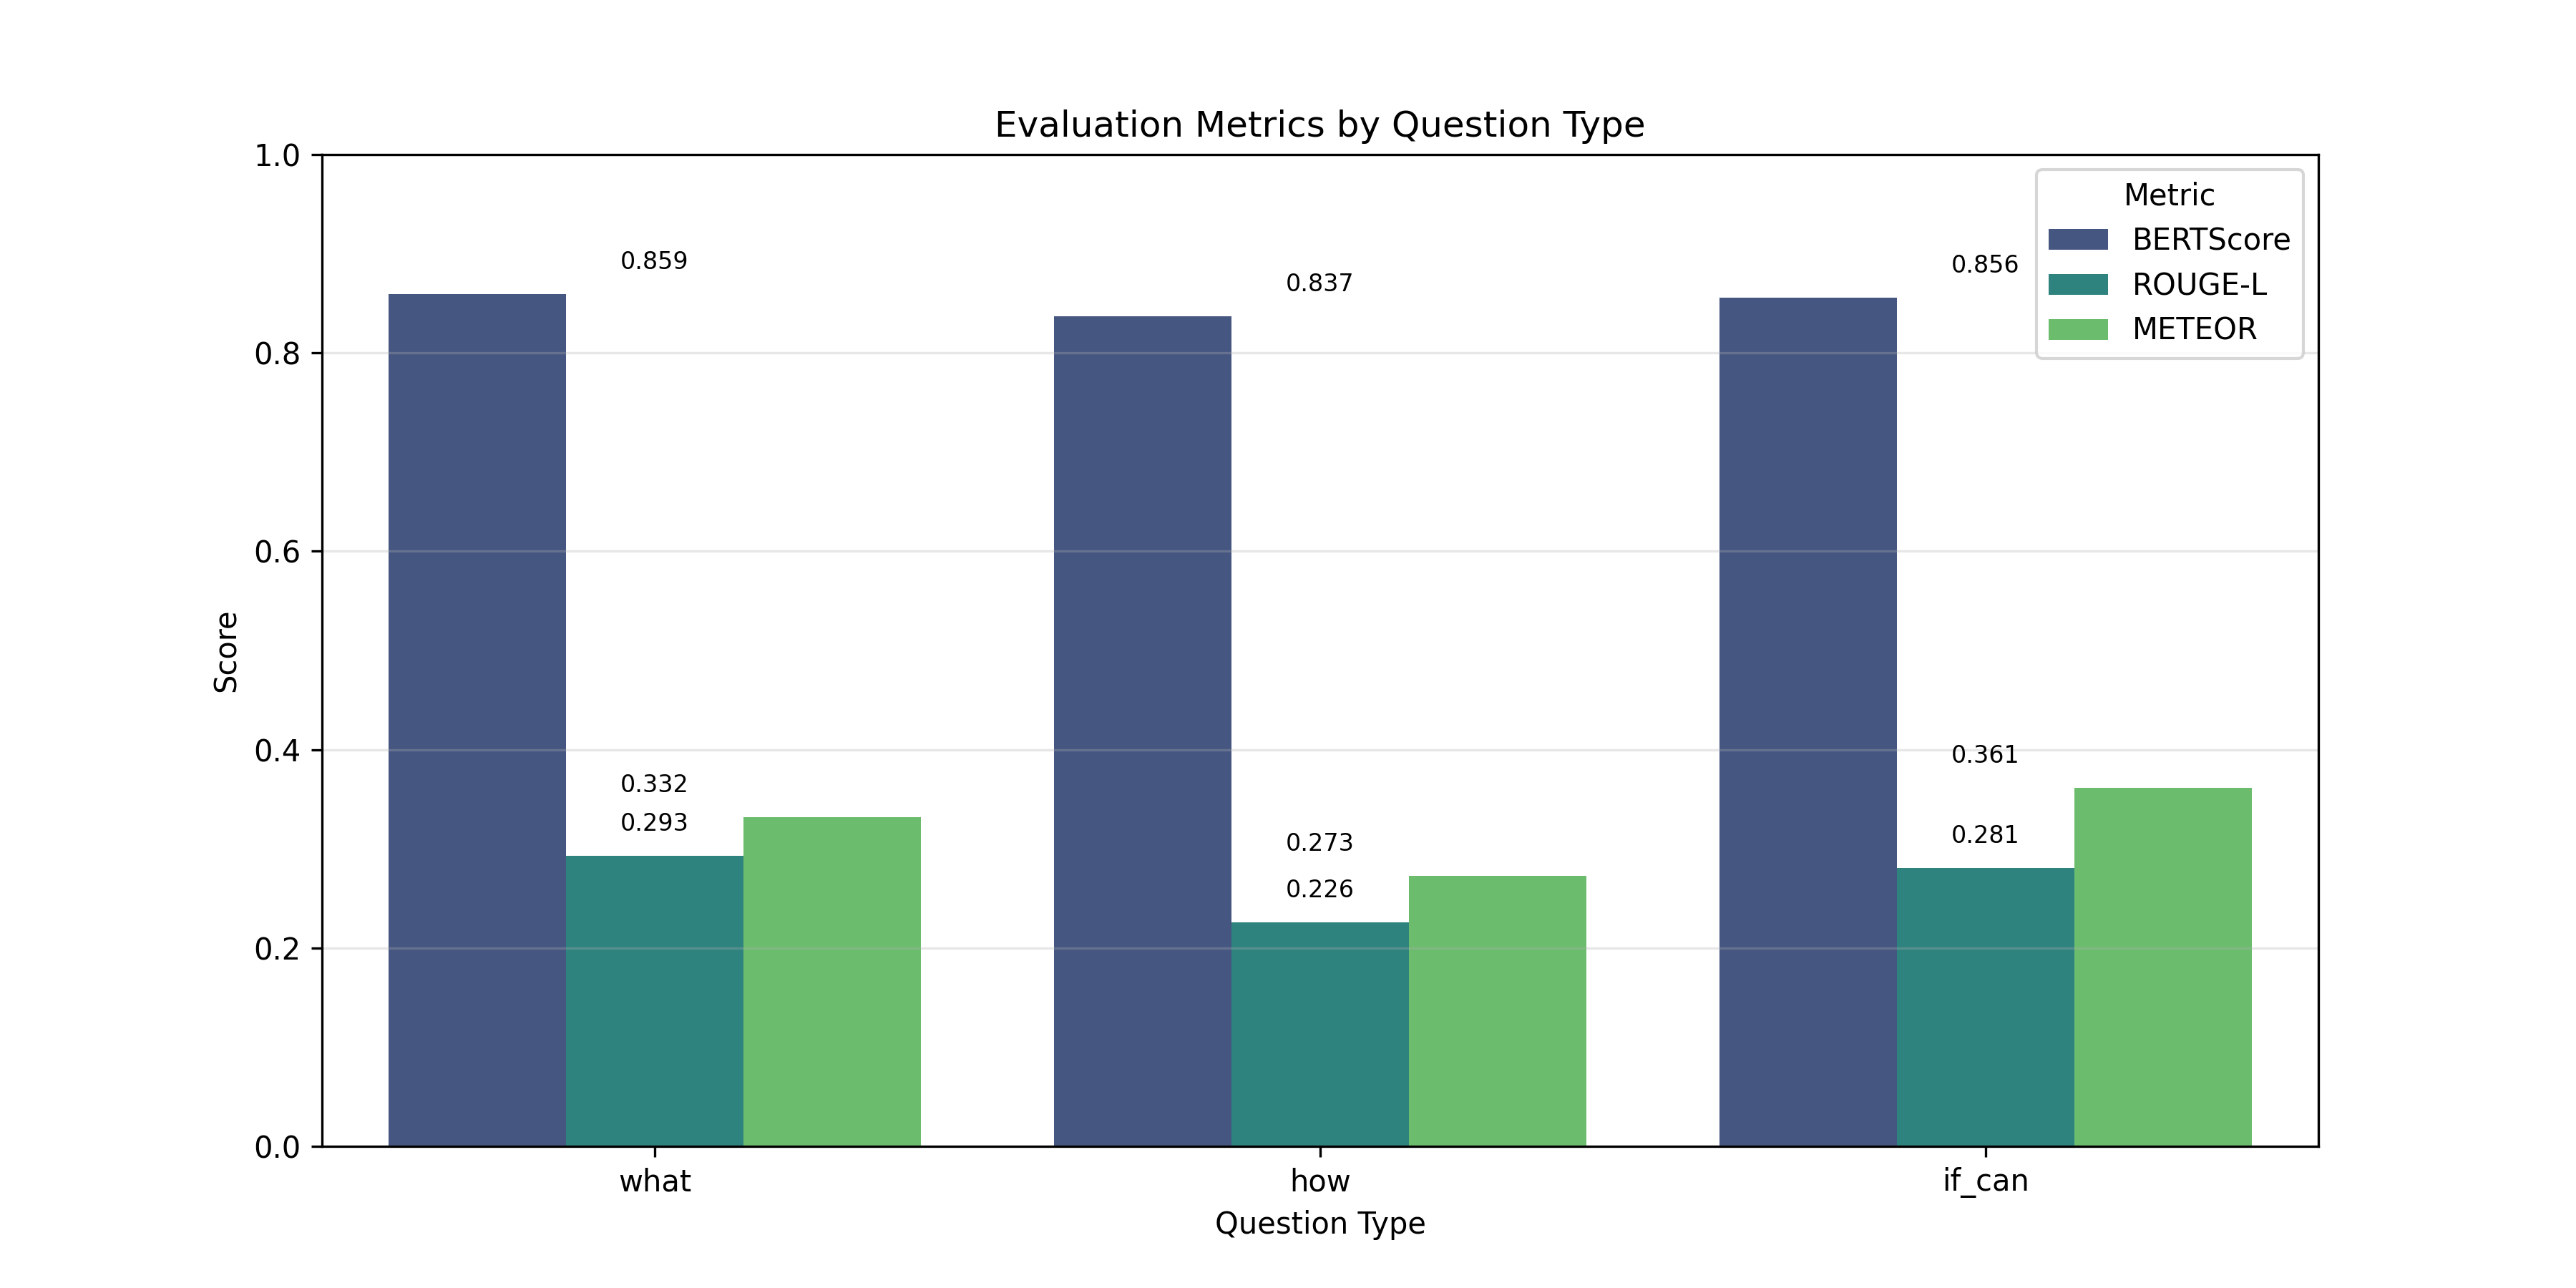 Evaluation Metrics by Question Type
1.0
0.8
0.6
0.4
0.2
0.0
Score
0.859
0.332
0.293
0.837
0.273
0.226
0.856
0.361
0.281
Metric
BERTScore
ROUGE-L
METEOR
what
how
if_can
Question Type